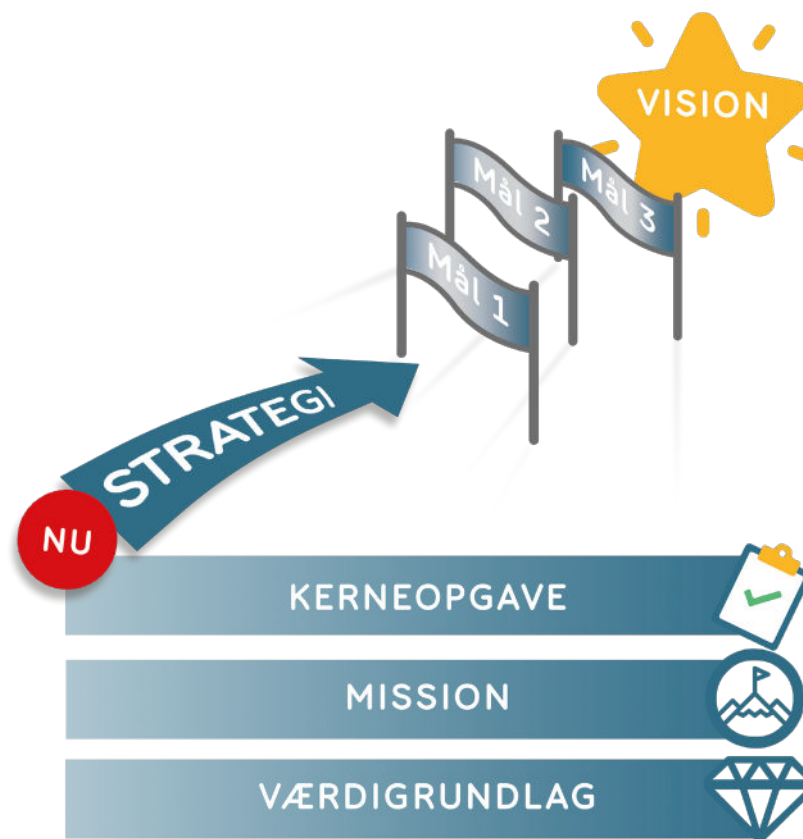 VISION
Mål 3
Mål 2
Mål 1
STRATEGI
NU
KERNEOPGAVE
MISSION
VÆRDIGRUNDLAG